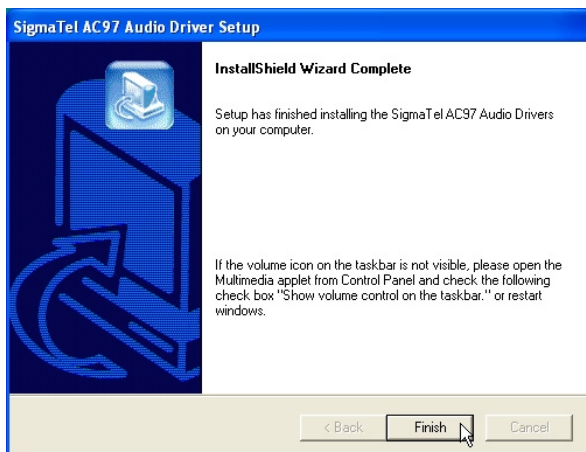 SigmaTel AC97 Audio Driver Setup
InstallShield Wizard Complete
Setup has finished installing the SigmaTel AC97 Audio Drivers
on your computer.
If the volume icon on the taskbar is not visible, please open the
Multimedia applet from Control Panel and check the following
check box "Show volume control on the taskbar." or restart
windows.
< Back
Finish
Cancel